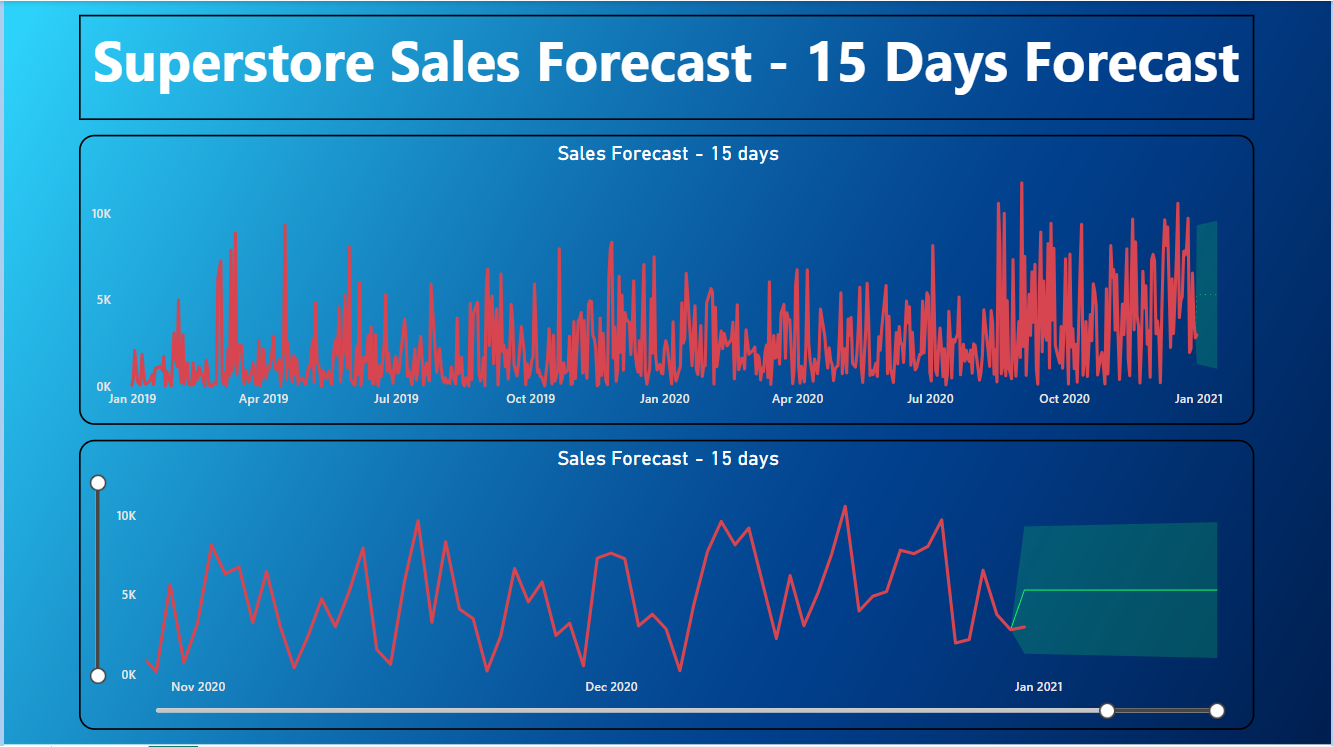 Superstore Sales Forecast - 15 Days Forecast
Sales Forecast - 15 days
10K
5K
0K
Jan 2019 Apr 2019 Jul 2019 Oct 2019 Jan 2020 Apr 2020 Jul 2020 Oct 2020 Jan 2021
Sales Forecast - 15 days
10K
5K
0K
Nov 2020 Dec 2020 Jan 2021